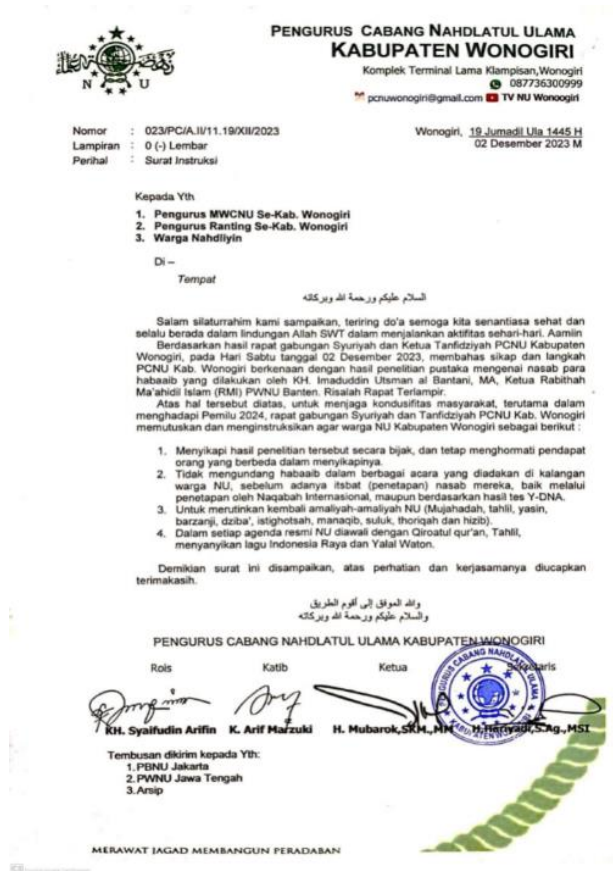 PENGURUS CABANG NAHDLATUL ULAMA
KABUPATEN WONOGIRI
Komplek Terminal Lama Klampisan,Wonogiri
087736300999
pcnuwonogiri@gmail.com TV NU Wonoogiri
N U
Nomor : 023/PC/A.II/11.19/XII/2023
Wonogiri, 19 Jumadil Ula 1445 H
Lampiran : 0 (-) Lembar
02 Desember 2023 M
Perihal : Surat Instruksi
Kepada Yth
1. Pengurus MWCNU Se-Kab. Wonogiri
2. Pengurus Ranting Se-Kab. Wonogiri
3. Warga Nahdliyin
Di –
Tempat
السلام عليكم ورحمة الله وبركاته
Salam silaturrahim kami sampaikan, teriring do'a semoga kita senantiasa sehat dan
selalu berada dalam lindungan Allah SWT dalam menjalankan aktifitas sehari-hari. Aamlin
Berdasarkan hasil rapat gabungan Syuriyah dan Ketua Tanfidziyah PCNU Kabupaten
Wonogiri, pada Hari Sabtu tanggal 02 Desember 2023, membahas sikap dan langkah
PCNU Kab. Wonogiri berkenaan dengan hasil penelitian pustaka mengenai nasab para
habaaib yang dilakukan oleh KH. Imaduddin Utsman al Bantani, MA, Ketua Rabithah
Ma'ahidil Islam (RMI) PWNU Banten. Risalah Rapat Terlampir.
Atas hal tersebut diatas, untuk menjaga kondusifitas masyarakat, terutama dalam
menghadapi Pemilu 2024, rapat gabungan Syuriyah dan Tanfidziyah PCNU Kab. Wonogiri
memutuskan dan menginstruksikan agar warga NU Kabupaten Wonogiri sebagai berikut :
1. Menyikapi hasil penelitian tersebut secara bijak, dan tetap menghormati pendapat
orang yang berbeda dalam menyikapinya.
2. Tidak mengundang habaaib dalam berbagai acara yang diadakan di kalangan
warga NU, sebelum adanya itsbat (penetapan) nasab mereka, baik melalui
penetapan oleh Naqabah Internasional, maupun berdasarkan hasil tes Y-DNA.
3. Untuk merutinkan kembali amaliyah-amaliyah NU (Mujahadah, tahlil, yasin,
barzanji, dziba', istighotsah, manaqib, suluk, thoriqah dan hizib).
4. Dalam setiap agenda resmi NU diawali dengan Qiroatul qur'an, Tahlil,
menyanyikan lagu Indonesia Raya dan Yalal Waton.
Demikian surat ini disampaikan, atas perhatian dan kerjasamanya diucapkan
terimakasih.
والله الموفق إلى أقوم الطريق
والسلام عليكم ورحمة الله وبركاته
PENGURUS CABANG NAHDLATUL ULAMA KABUPATEN WONOGIRI
Rois Katib Ketua Sekretaris
KH. Syaifudin Arifin K. Arif Marzuki H. Mubarok,SKM.,MM H.Hariyadi,S.Ag.,MSI
PENGURUS CABANG NAHDLATUL ULAMA
KABUPATEN WONOGIRI
Tembusan dikirim kepada Yth:
1.PBNU Jakarta
2.PWNU Jawa Tengah
3.Arsip
MERAWAT JAGAD MEMBANGUN PERADABAN